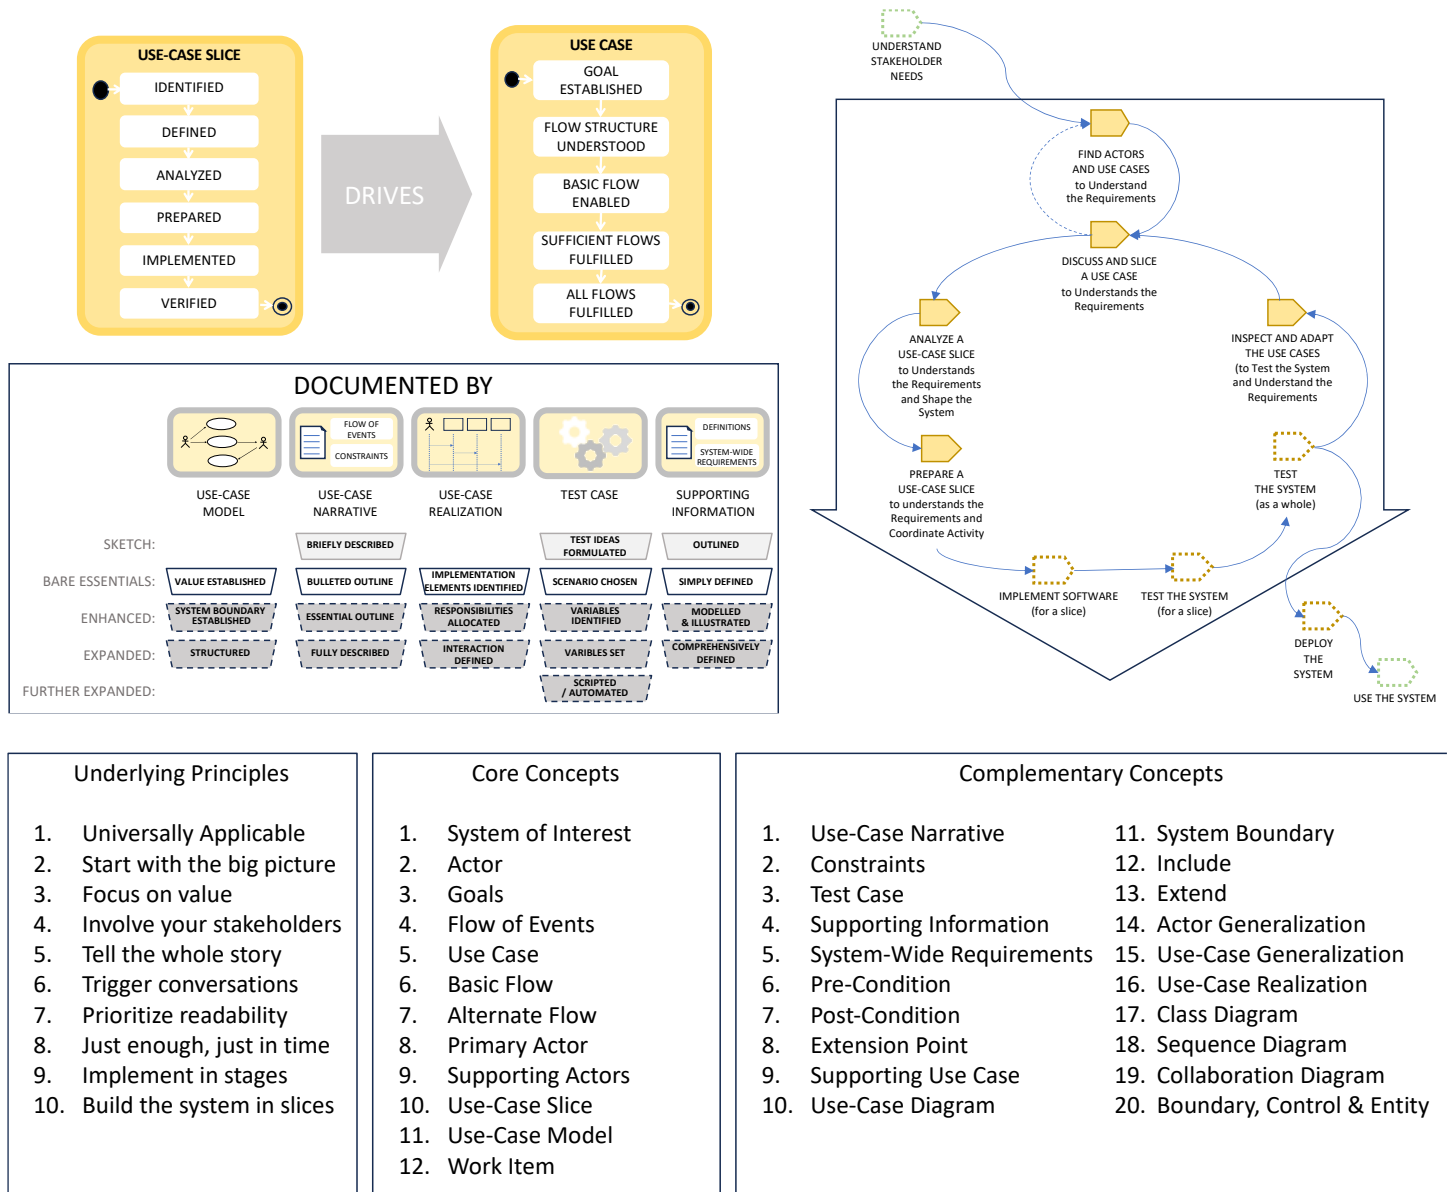 USE-CASE SLICE
IDENTIFIED
DEFINED
ANALYZED
PREPARED
IMPLEMENTED
VERIFIED
DRIVES
USE CASE
GOAL
ESTABLISHED
FLOW STRUCTURE
UNDERSTOOD
BASIC FLOW
ENABLED
SUFFICIENT FLOWS
FULFILLED
ALL FLOWS
FULFILLED
UNDERSTAND
STAKEHOLDER
NEEDS
FIND ACTORS
AND USE CASES
to Understand
the Requirements
DISCUSS AND SLICE
A USE CASE
to Understands the
Requirements
ANALYZE A
USE-CASE SLICE
to Understands
the Requirements
and Shape the
System
INSPECT AND ADAPT
THE USE CASES
(to Test the System
and Understand the
Requirements
PREPARE A
USE-CASE SLICE
to understands the
Requirements and
Coordinate Activity
TEST
THE SYSTEM
(as a whole)
IMPLEMENT SOFTWARE
(for a slice)
TEST THE SYSTEM
(for a slice)
DEPLOY
THE
SYSTEM
USE THE SYSTEM
DOCUMENTED BY
FLOW OF
EVENTS
CONSTRAINTS
DEFINITIONS
SYSTEM-WIDE
REQUIREMENTS
USE-CASE
MODEL
USE-CASE
NARRATIVE
USE-CASE
REALIZATION
TEST CASE
SUPPORTING
INFORMATION
SKETCH:
BRIEFLY DESCRIBED
TEST IDEAS
FORMULATED
OUTLINED
BARE ESSENTIALS:
VALUE ESTABLISHED
BULLETED OUTLINE
IMPLEMENTATION
ELEMENTS IDENTIFIED
SCENARIO CHOSEN
SIMPLY DEFINED
ENHANCED:
SYSTEM BOUNDARY
ESTABLISHED
ESSENTIAL OUTLINE
RESPONSIBILITIES
ALLOCATED
VARIABLES
IDENTIFIED
MODELLED
& ILLUSTRATED
EXPANDED:
STRUCTURED
FULLY DESCRIBED
INTERACTION
DEFINED
VARIABLES SET
COMPREHENSIVELY
DEFINED
FURTHER EXPANDED:
SCRIPTED
/ AUTOMATED
Underlying Principles
1. Universally Applicable
2. Start with the big picture
3. Focus on value
4. Involve your stakeholders
5. Tell the whole story
6. Trigger conversations
7. Prioritize readability
8. Just enough, just in time
9. Implement in stages
10. Build the system in slices
Core Concepts
1. System of Interest
2. Actor
3. Goals
4. Flow of Events
5. Use Case
6. Basic Flow
7. Alternate Flow
8. Primary Actor
9. Supporting Actors
10. Use-Case Slice
11. Use-Case Model
12. Work Item
Complementary Concepts
1. Use-Case Narrative
2. Constraints
3. Test Case
4. Supporting Information
5. System-Wide Requirements
6. Pre-Condition
7. Post-Condition
8. Extension Point
9. Supporting Use Case
10. Use-Case Diagram
11. System Boundary
12. Include
13. Extend
14. Actor Generalization
15. Use-Case Generalization
16. Use-Case Realization
17. Class Diagram
18. Sequence Diagram
19. Collaboration Diagram
20. Boundary, Control & Entity